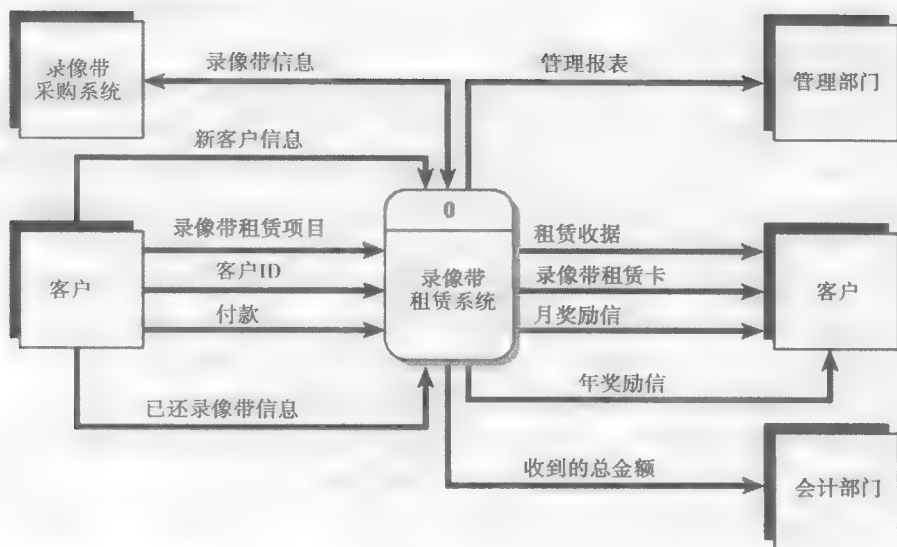 录像带
采购系统
录像带信息
管理报表
管理部门
新客户信息
0
录像带
租赁系统
客户
录像带租赁项目
客户ID
付款
已还录像带信息
租赁收据
录像带租赁卡
月奖励信
年奖励信
客户
收到的总金额
会计部门